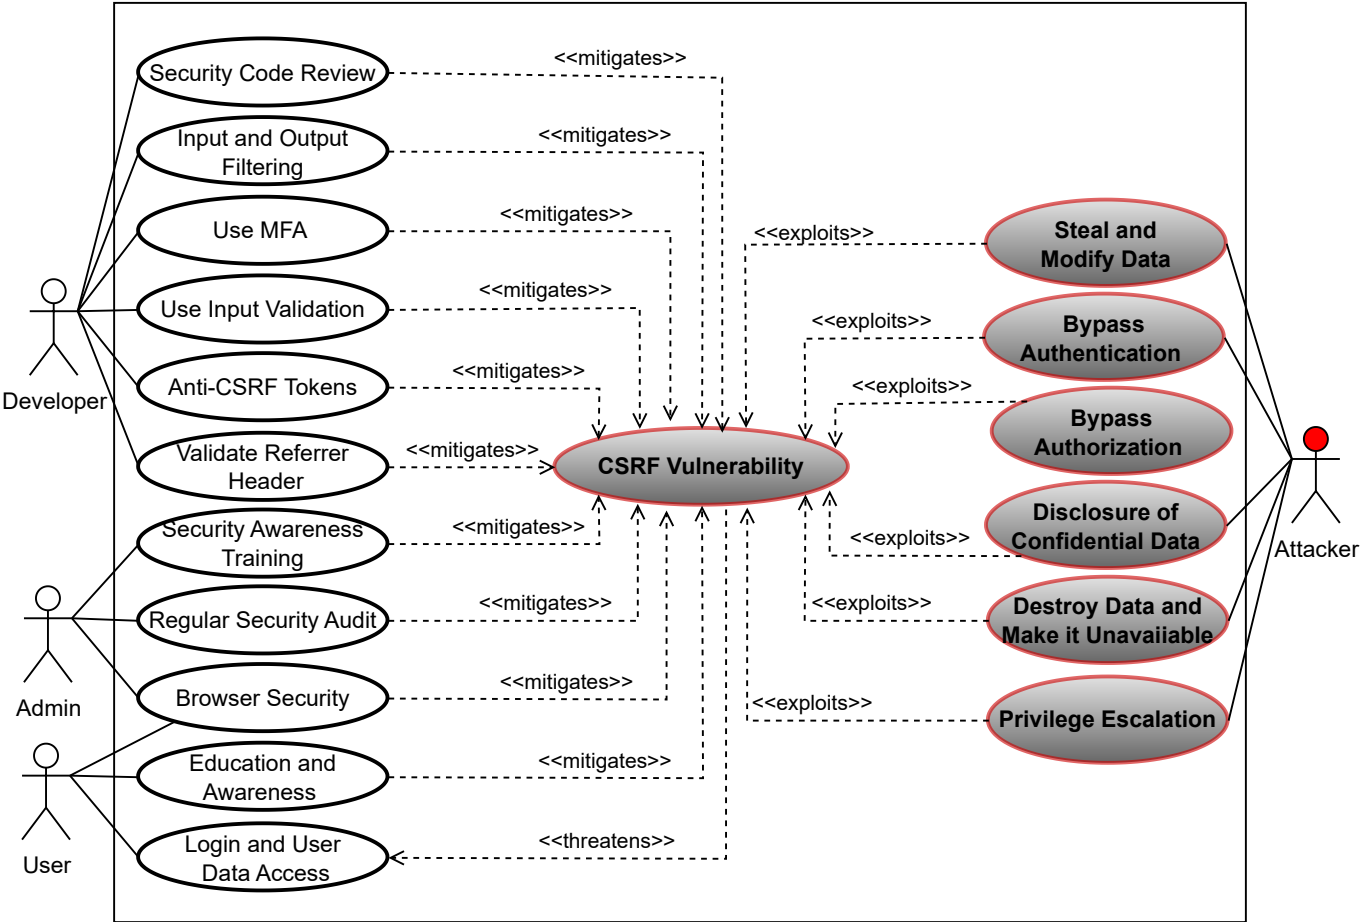 Security Code Review
<<mitigates>>
Input and Output
Filtering
<<mitigates>>
Use MFA
<<mitigates>>
Steal and
Modify Data
<<exploits>>
Use Input Validation
<<mitigates>>
Bypass
Authentication
<<exploits>>
Developer
Anti-CSRF Tokens
<<mitigates>>
<<exploits>>
Bypass
Authorization
Validate Referrer
Header
<<mitigates>>
CSRF Vulnerability
Security Awareness
Training
<<mitigates>>
<<exploits>>
Disclosure of
Confidential Data
Attacker
Regular Security Audit
<<mitigates>>
<<exploits>>
Destroy Data and
Make it Unavaiiable
Admin
Browser Security
<<mitigates>>
<<exploits>>
Privilege Escalation
Education and
Awareness
<<mitigates>>
User
Login and User
Data Access
<<threatens>>